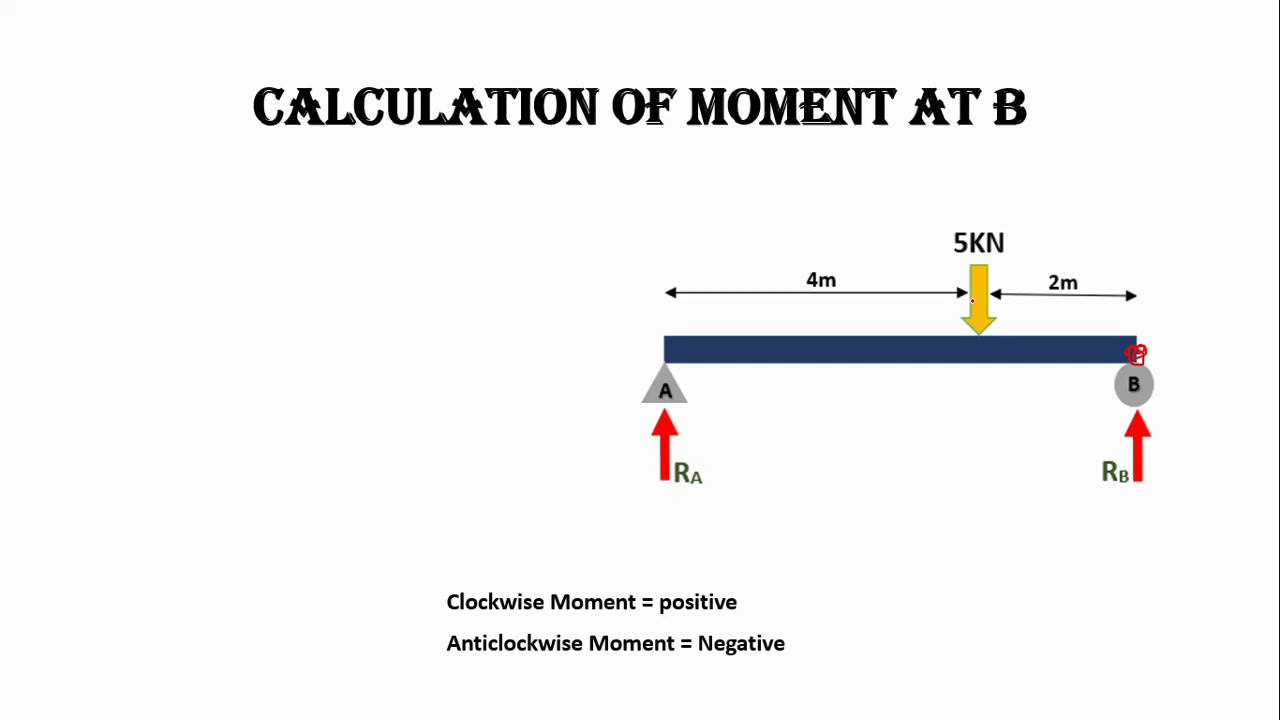 CALCULATION OF MOMENT AT B
5KN
4m
2m
A
B
RA
RB
Clockwise Moment = positive
Anticlockwise Moment = Negative